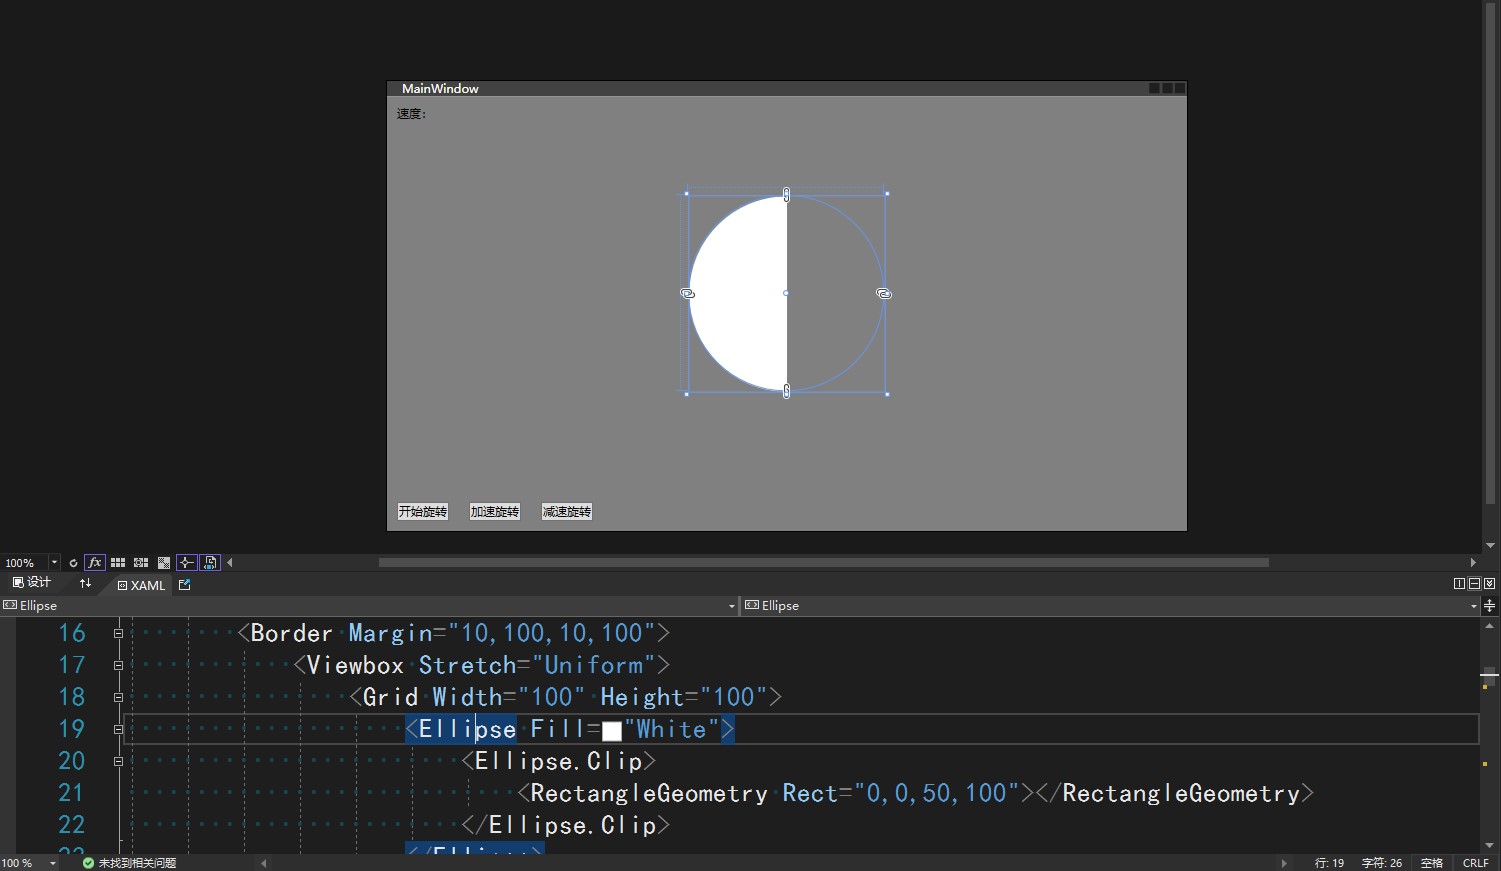 MainWindow
速度:
开始旋转 加速旋转 减速旋转
100% fx
设计 XAML
Ellipse Ellipse
16 <Border Margin="10,100,10,100">
17 <Viewbox Stretch="Uniform">
18 <Grid Width="100" Height="100">
19 <Ellipse Fill="White">
20 <Ellipse.Clip>
21 <RectangleGeometry Rect="0,0,50,100"></RectangleGeometry>
22 </Ellipse.Clip>
23 </Ellipse>
100 % 未找到相关问题 行: 19 字符: 26 空格 CRLF